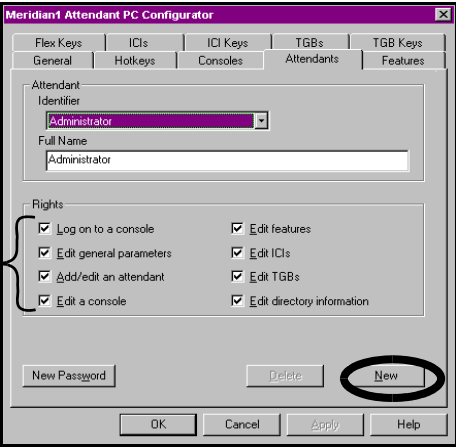 Meridian1 Attendant PC Configurator
Flex Keys ICIs ICI Keys TGBs TGB Keys
General Hotkeys Consoles Attendants Features
Attendant
Identifier
Administrator
Full Name
Administrator
Rights
Log on to a console Edit features
Edit general parameters Edit ICIs
Add/edit an attendant Edit TGBs
Edit a console Edit directory information
New Password Delete New
OK Cancel Apply Help